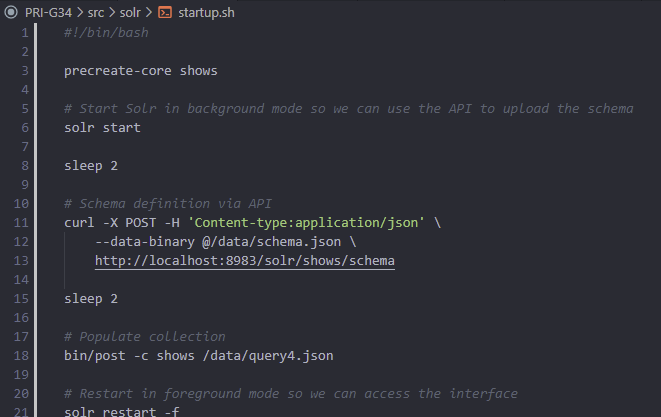 PRI-G34 > src > solr > startup.sh
1 #!/bin/bash
2
3 precreate-core shows
4
5 # Start Solr in background mode so we can use the API to upload the schema
6 solr start
7
8 sleep 2
9
10 # Schema definition via API
11 curl -X POST -H 'Content-type:application/json' \
12 --data-binary @/data/schema.json \
13 http://localhost:8983/solr/shows/schema
14
15 sleep 2
16
17 # Populate collection
18 bin/post -c shows /data/query4.json
19
20 # Restart in foreground mode so we can access the interface
21 solr restart -f